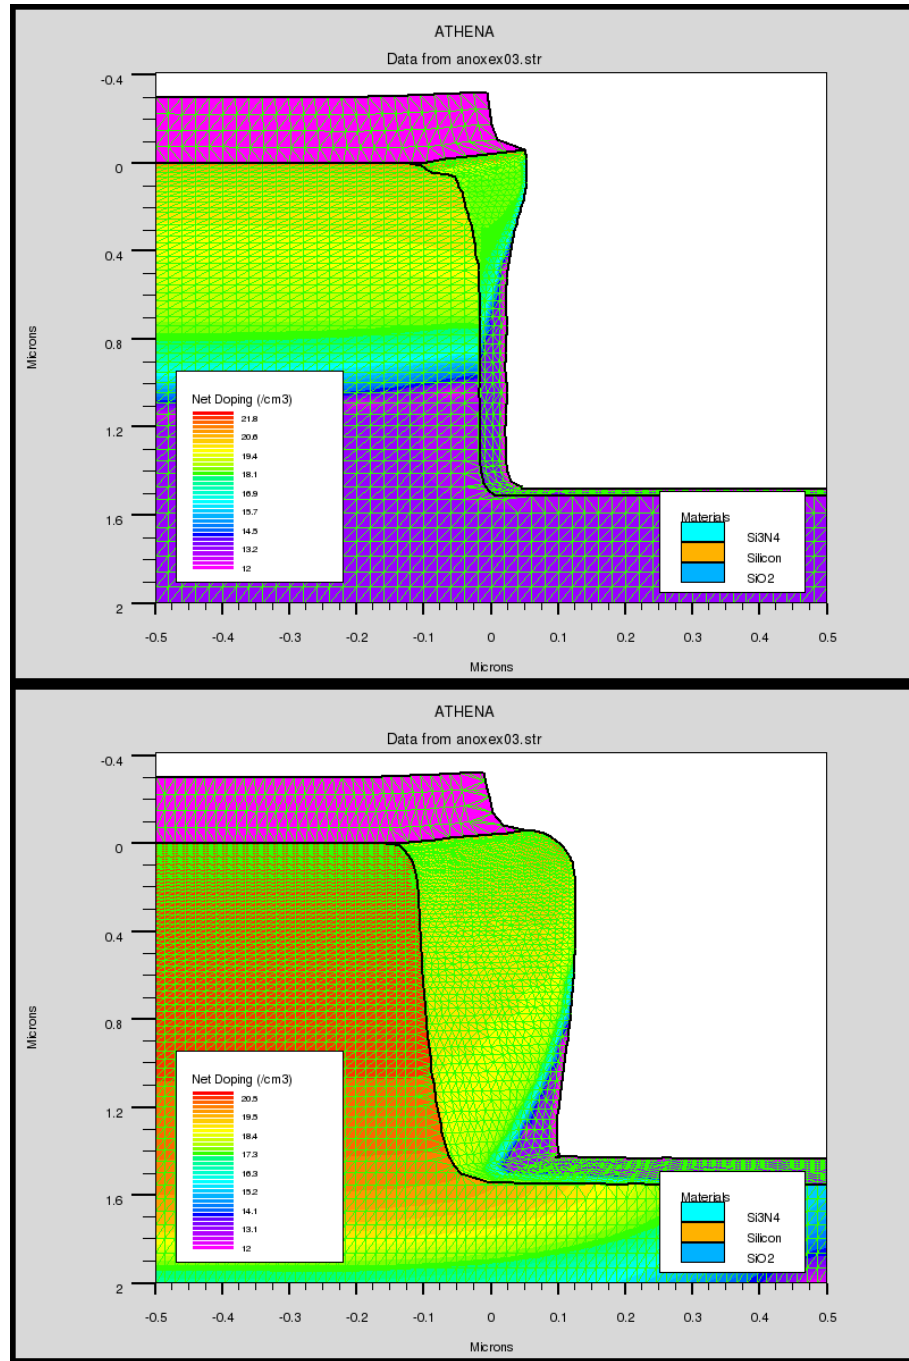 ATHENA
Data from anoxex03.str
-0.4
0
0.4
0.8
1.2
1.6
2
Microns
Net Doping (/cm3)
21.8
20.6
19.4
18.1
16.9
15.7
14.5
13.2
12
Materials
Si3N4
Silicon
SiO2
-0.5 -0.4 -0.3 -0.2 -0.1 0 0.1 0.2 0.3 0.4 0.5
Microns
ATHENA
Data from anoxex03.str
-0.4
0
0.4
0.8
1.2
1.6
2
Microns
Net Doping (/cm3)
20.5
19.5
18.4
17.3
16.3
15.2
14.1
13.1
12
Materials
Si3N4
Silicon
SiO2
-0.5 -0.4 -0.3 -0.2 -0.1 0 0.1 0.2 0.3 0.4 0.5
Microns